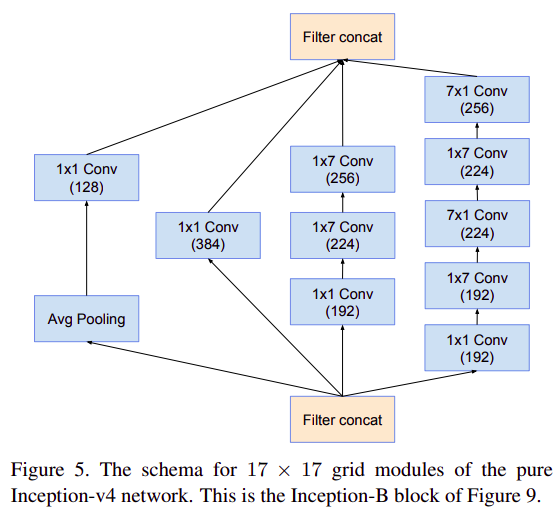 Filter concat
7x1 Conv
(256)
1x7 Conv
(224)
1x7 Conv
(256)
1x1 Conv
(128)
7x1 Conv
(224)
1x7 Conv
(224)
1x1 Conv
(384)
1x7 Conv
(192)
1x1 Conv
(192)
Avg Pooling
1x1 Conv
(192)
Filter concat
Figure 5. The schema for 17 × 17 grid modules of the pure
Inception-v4 network. This is the Inception-B block of Figure 9.